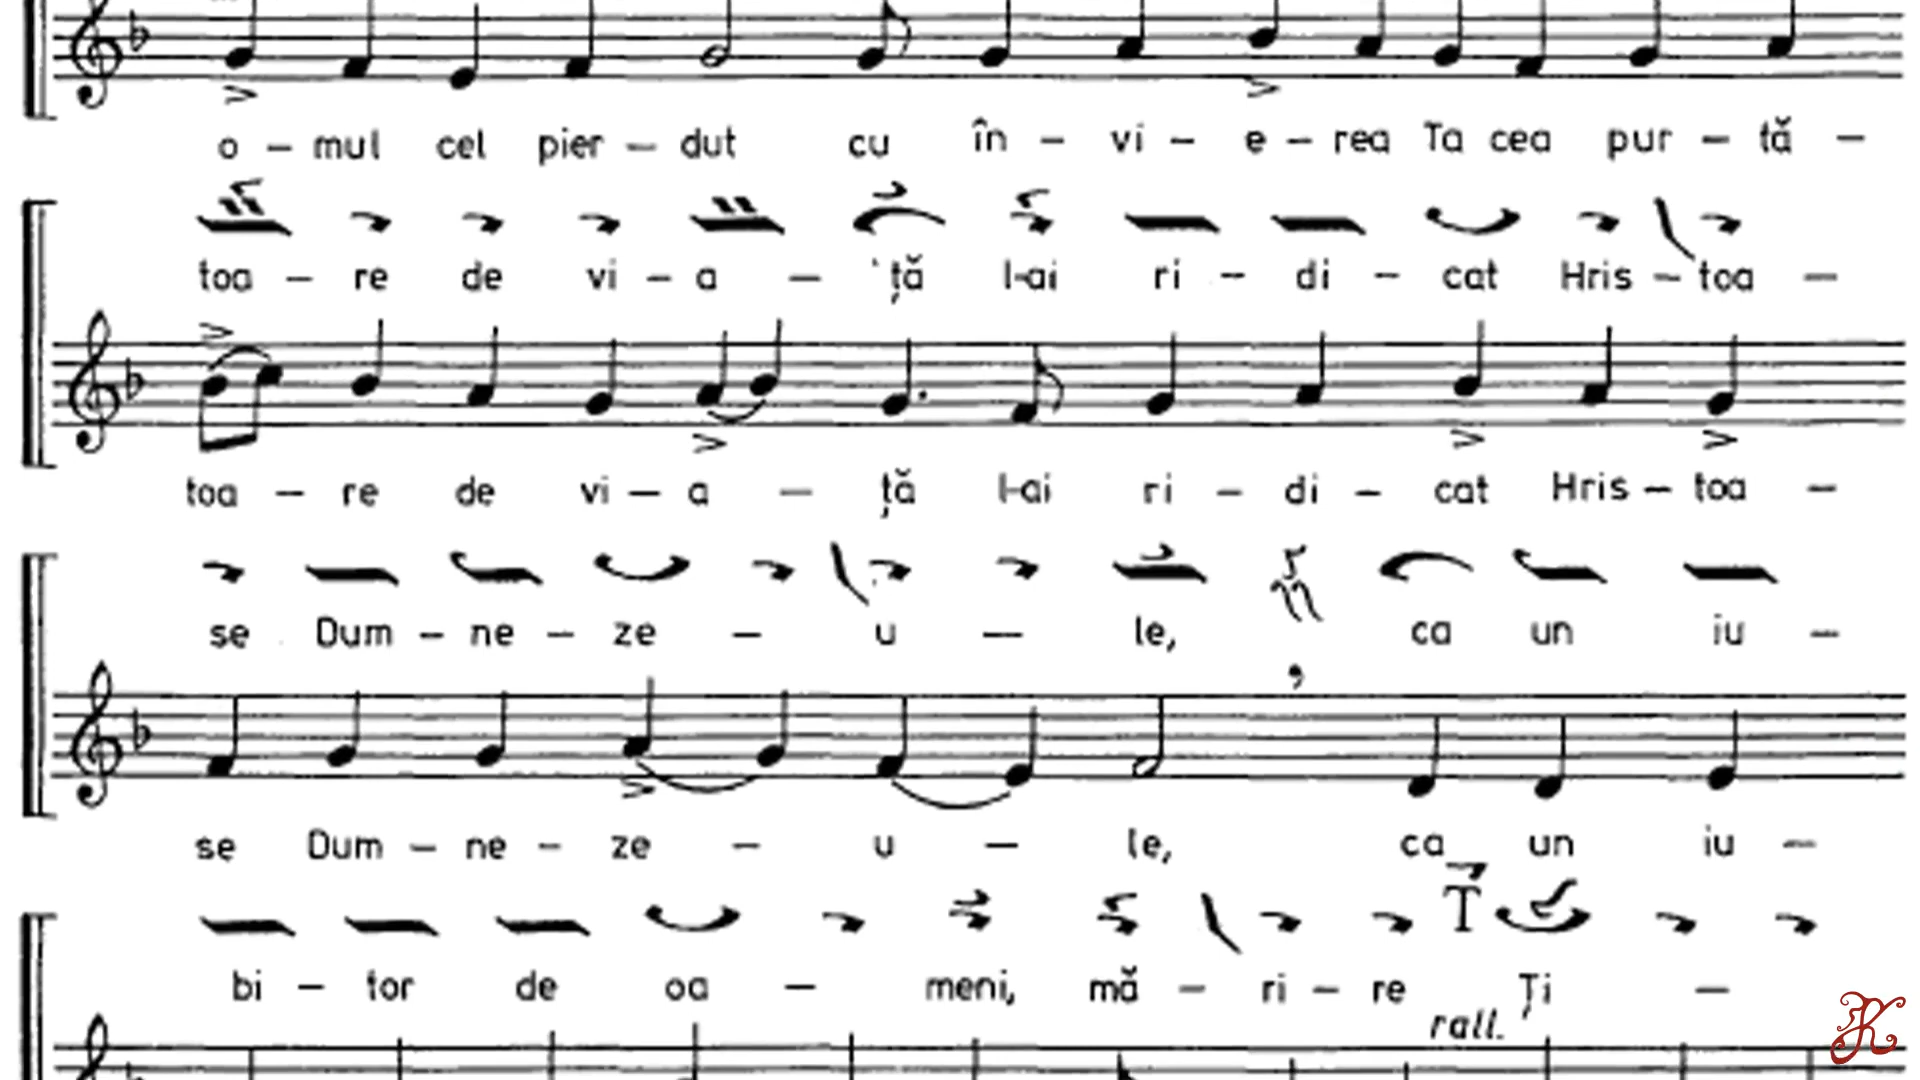 o – mul cel pier – dut cu în – vi – e – rea Ta cea pur – tă –
toa – re de vi – a – ță l-ai ri – di – cat Hris – toa –
toa – re de vi – a – ță l-ai ri – di – cat Hris – toa –
se Dum – ne – ze – u – le, ca un iu –
se Dum – ne – ze – u – le, ca un iu –
bi – tor de oa – meni, mă – ri – re Ți –
rall.